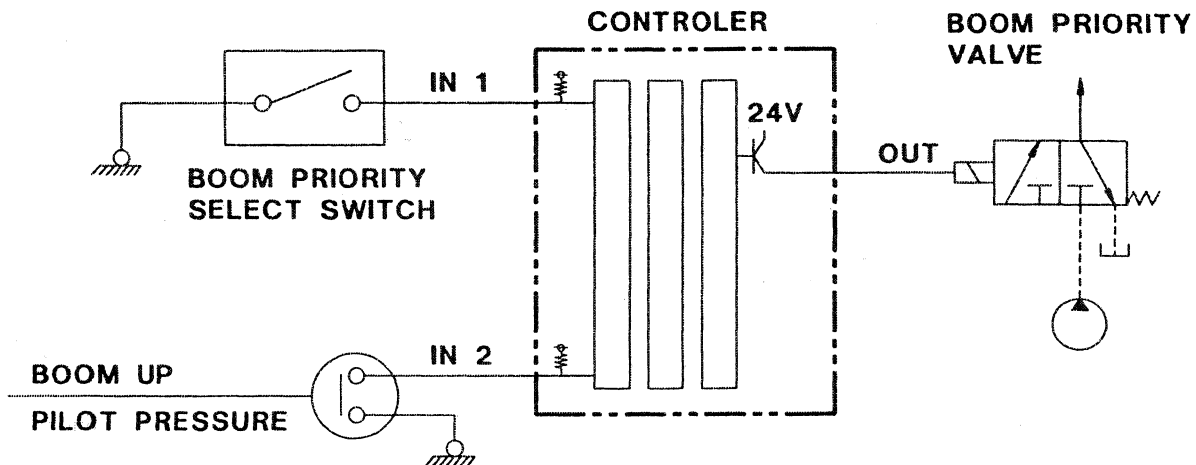 CONTROLER
BOOM PRIORITY
VALVE
IN 1
24V
OUT
BOOM PRIORITY
SELECT SWITCH
IN 2
BOOM UP
PILOT PRESSURE